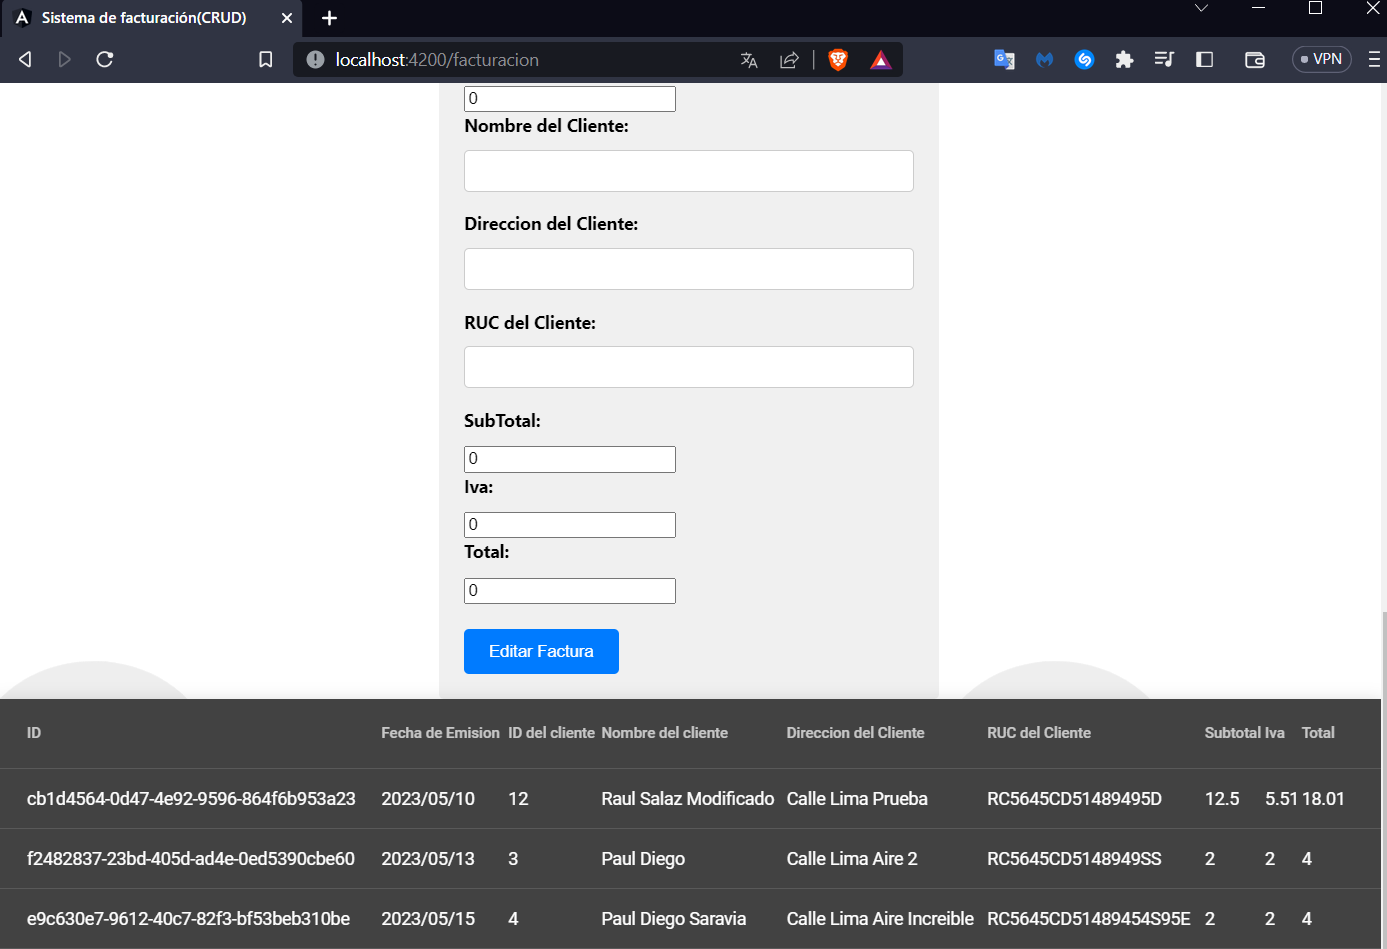 Sistema de facturación(CRUD)
localhost:4200/facturacion
VPN
0
Nombre del Cliente:
Direccion del Cliente:
RUC del Cliente:
SubTotal:
0
Iva:
0
Total:
0
Editar Factura
ID Fecha de Emision ID del cliente Nombre del cliente Direccion del Cliente RUC del Cliente Subtotal Iva Total
cb1d4564-0d47-4e92-9596-864f6b953a23 2023/05/10 12 Raul Salaz Modificado Calle Lima Prueba RC5645CD51489495D 12.5 5.51 18.01
f2482837-23bd-405d-ad4e-0ed5390cbe60 2023/05/13 3 Paul Diego Calle Lima Aire 2 RC5645CD5148949SS 2 2 4
e9c630e7-9612-40c7-82f3-bf53beb310be 2023/05/15 4 Paul Diego Saravia Calle Lima Aire Increible RC5645CD51489454S95E 2 2 4